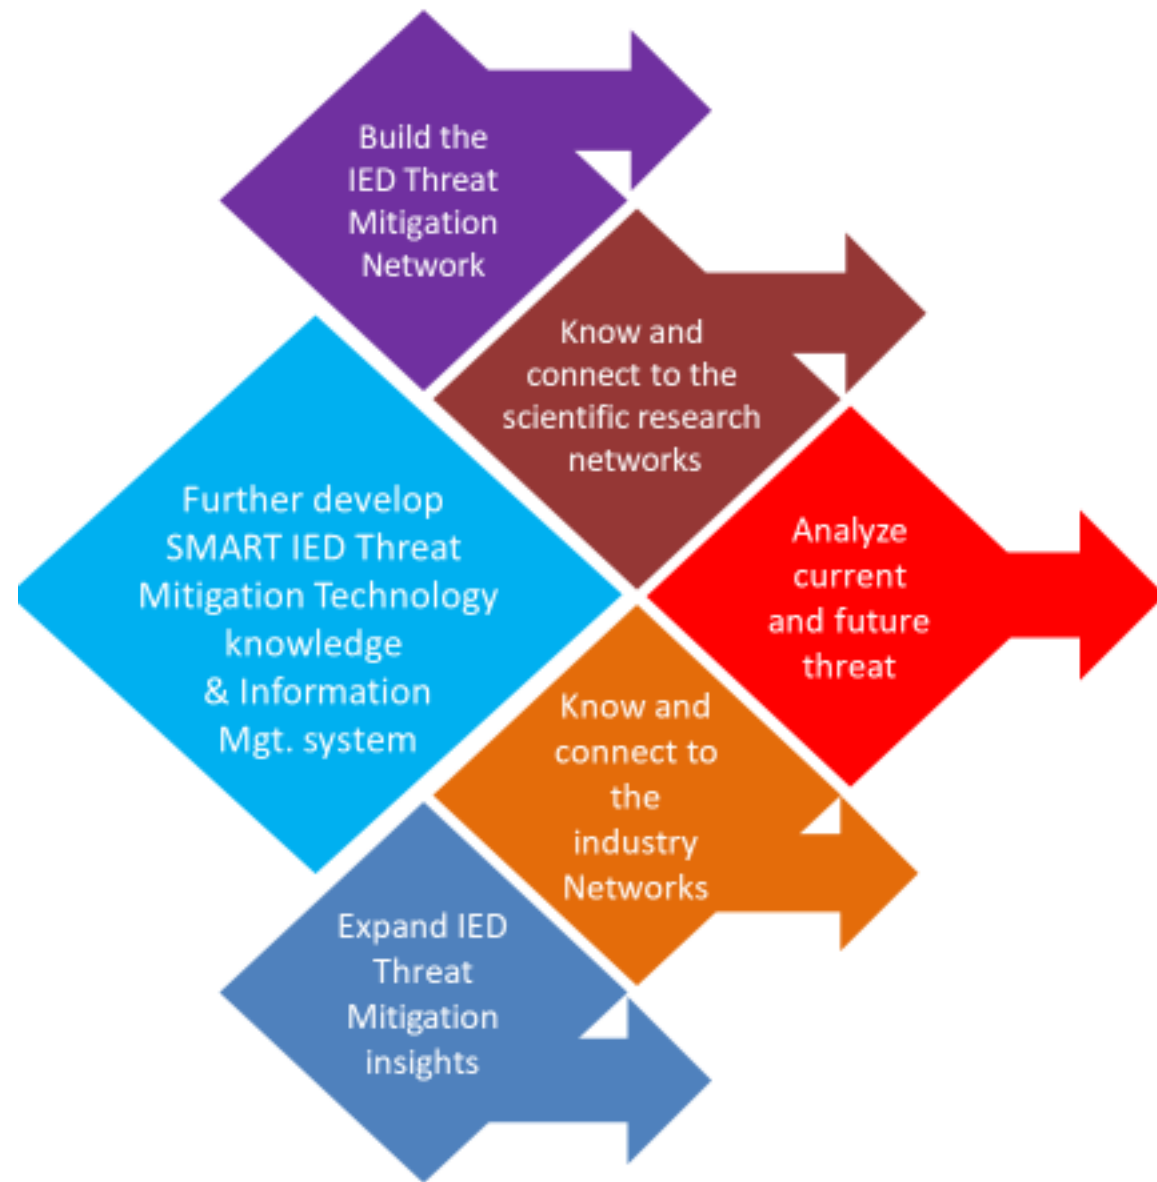 Build the
IED Threat
Mitigation
Network
Know and
connect to the
scientific research
networks
Further develop
SMART IED Threat
Mitigation Technology
knowledge
& Information
Mgt. system
Analyze
current
and future
threat
Know and
connect to
the
industry
Networks
Expand IED
Threat
Mitigation
insights